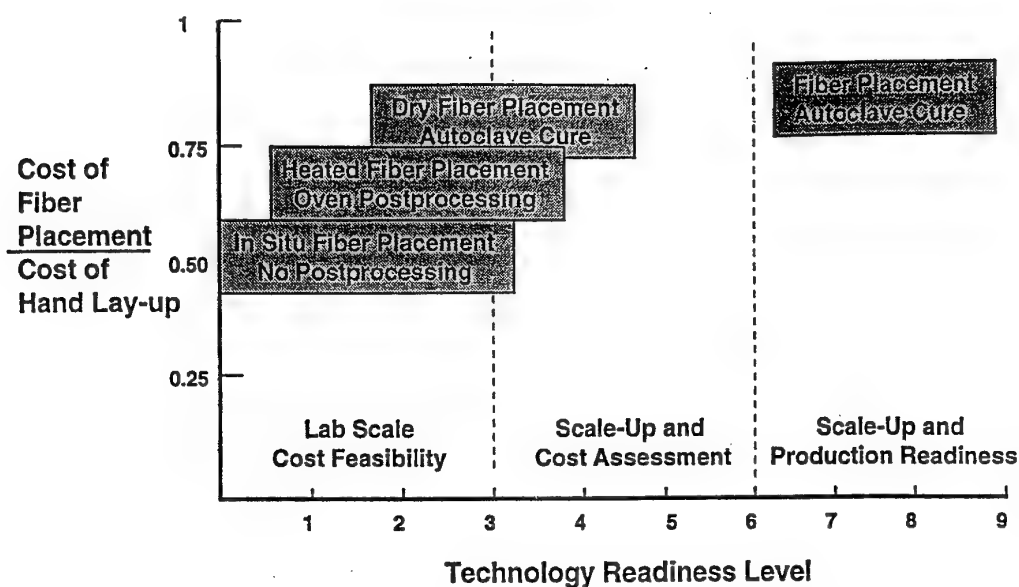 1
0.75
0.50
0.25
Cost of
Fiber
Placement
Cost of
Hand Lay-up
Dry Fiber Placement
Autoclave Cure
Heated Fiber Placement
Oven Postprocessing
In Situ Fiber Placement
No Postprocessing
Fiber Placement
Autoclave Cure
Lab Scale
Cost Feasibility
Scale-Up and
Cost Assessment
Scale-Up and
Production Readiness
1 2 3 4 5 6 7 8 9
Technology Readiness Level